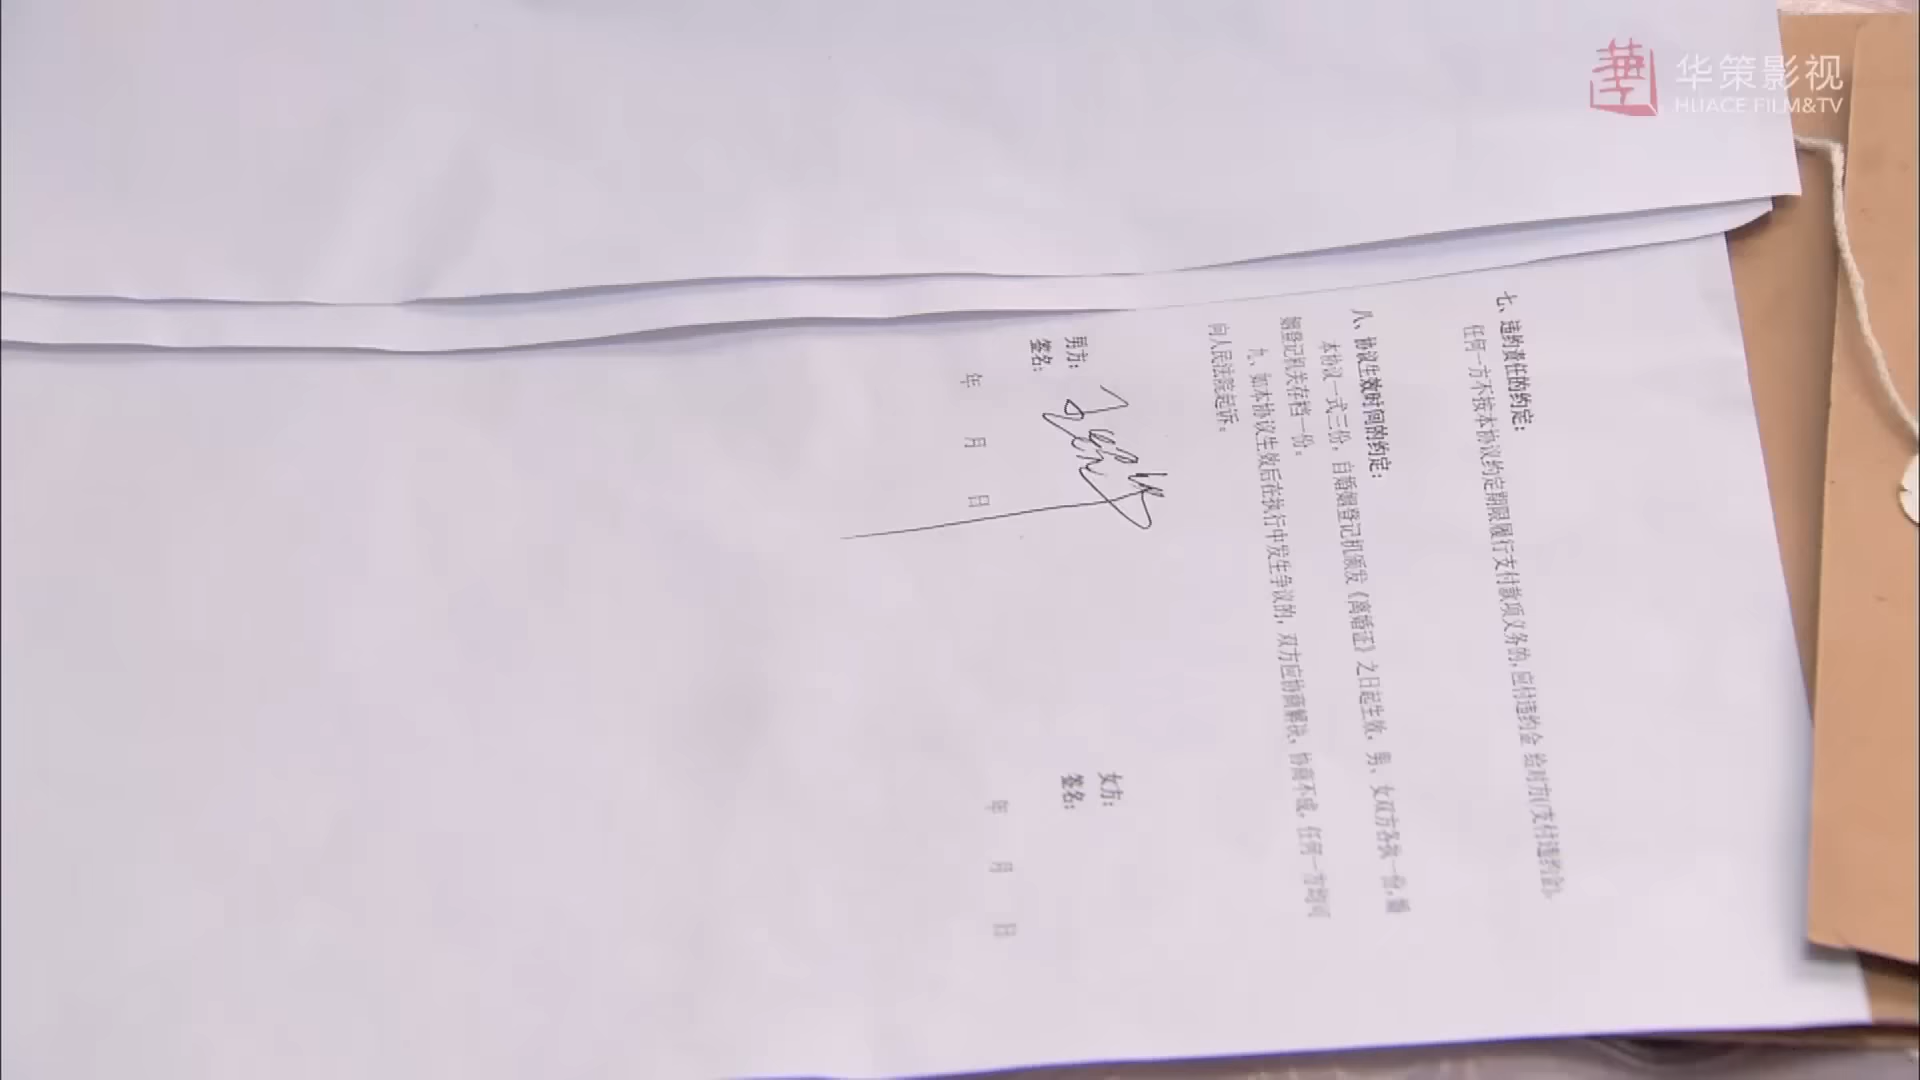 華
华策影视
HUACE FILM&TV
七、违约责任的约定：
任何一方不按本协议约定期限履行支付款项义务的，应付违约金 给对方(支付违约金)。
八、协议生效时间的约定：
本协议一式三份，自婚姻登记机颁发《离婚证》之日起生效，男、女双方各执一份，婚
姻登记机关存档一份。
九、如本协议生效后在执行中发生争议的，双方应协商解决，协商不成，任何一方均可
向人民法院起诉。
男方： 女方：
签名： 签名：
年 月 日 年 月 日